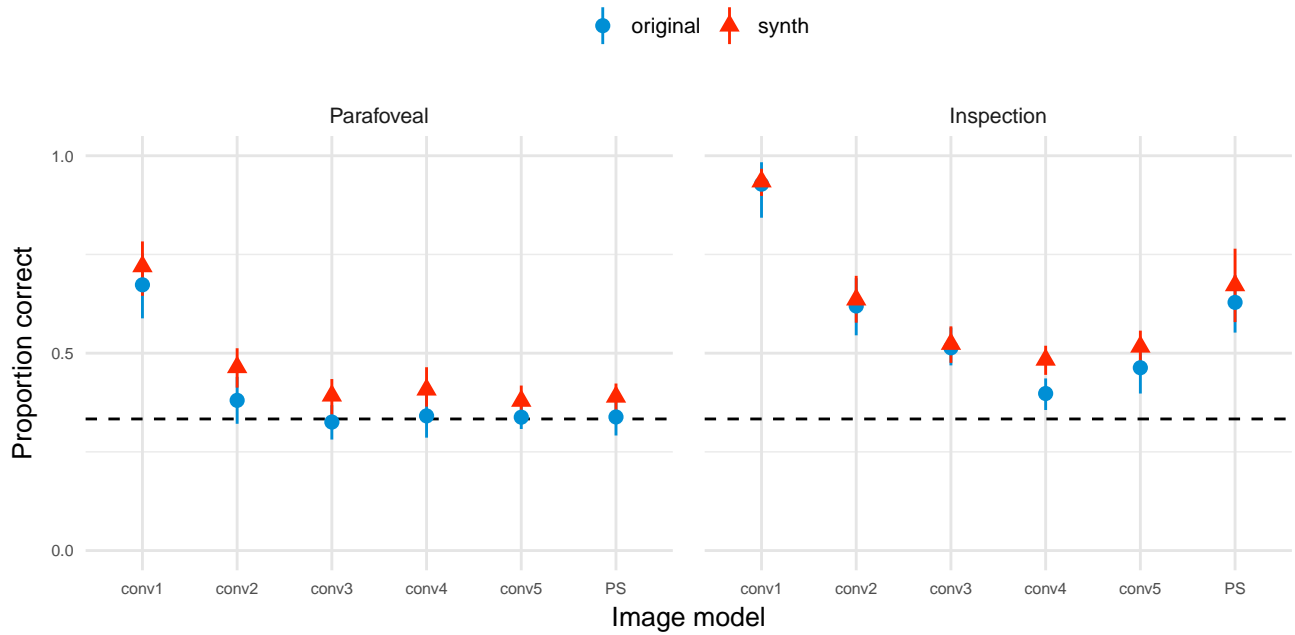 original synth
Parafoveal Inspection
Proportion correct
1.0
0.5
0.0
conv1 conv2 conv3 conv4 conv5 PS conv1 conv2 conv3 conv4 conv5 PS
Image model